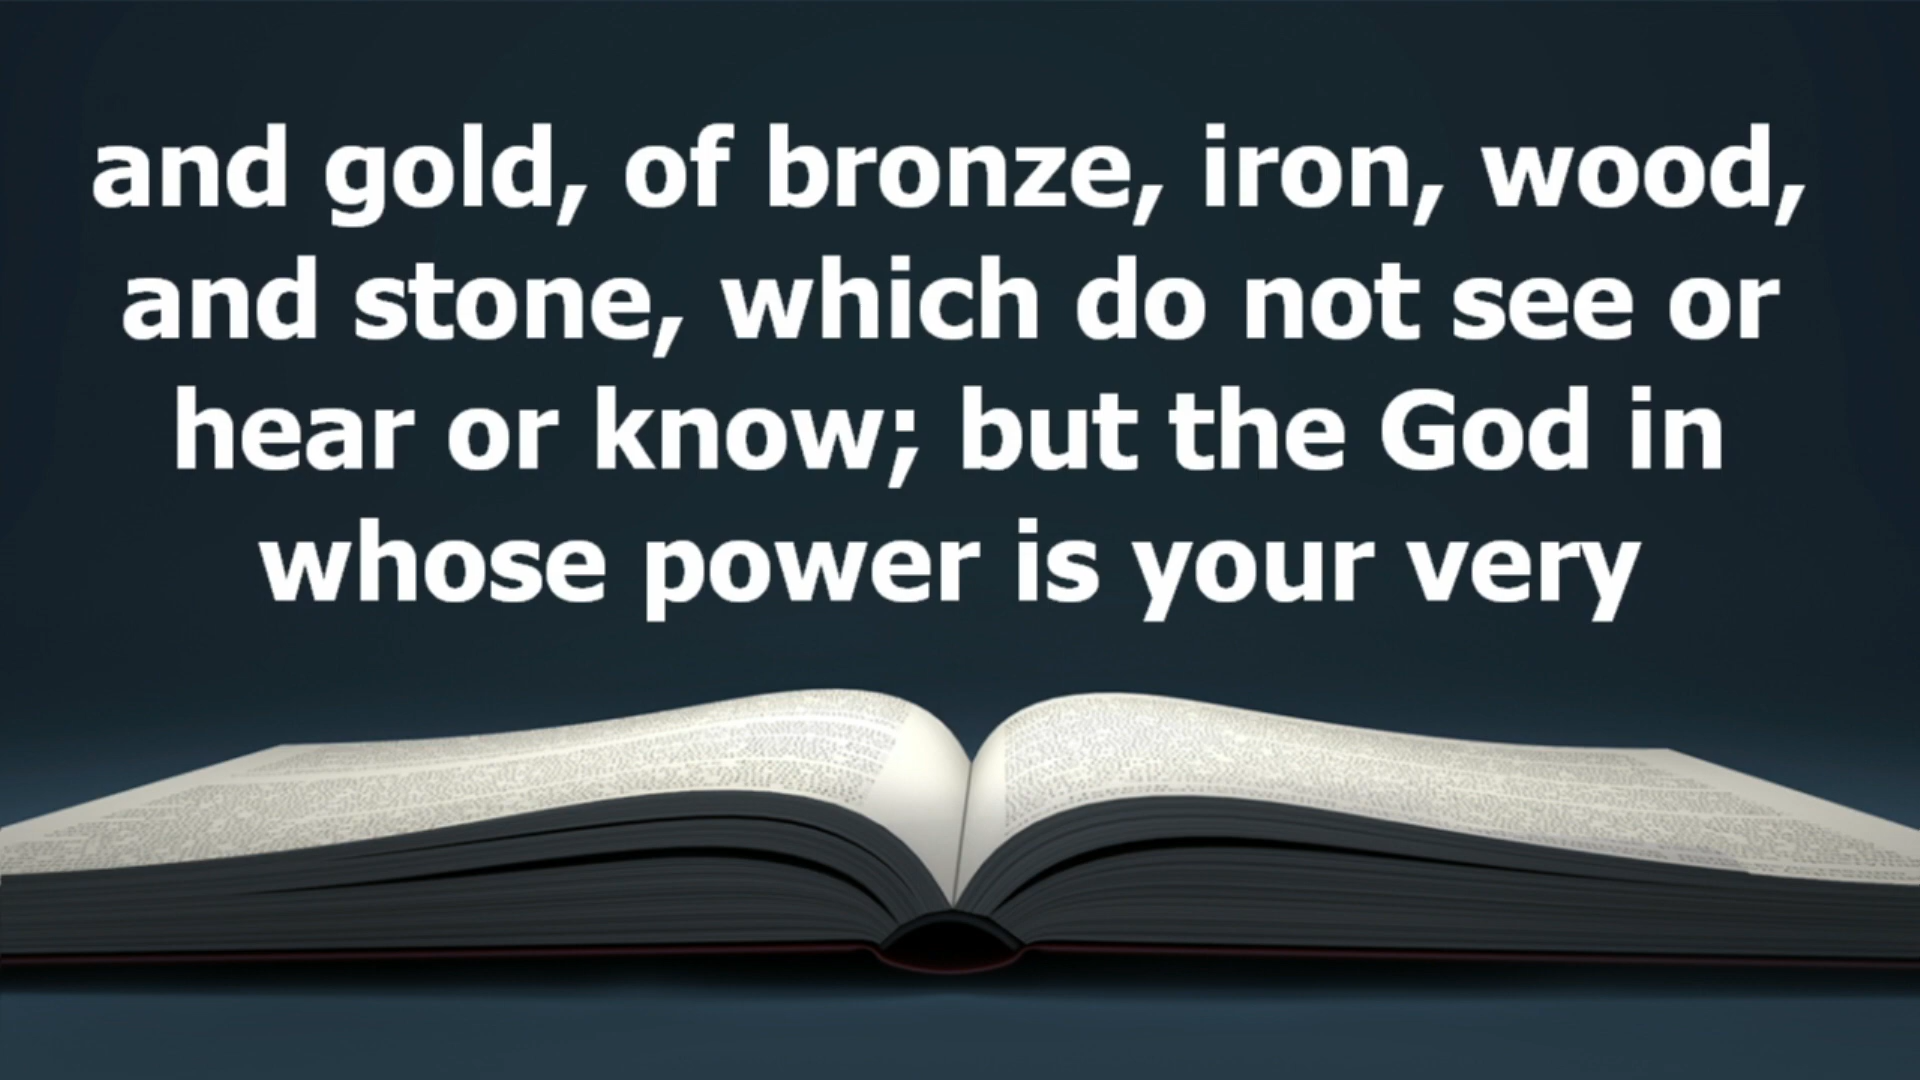 and gold, of bronze, iron, wood,
and stone, which do not see or
hear or know; but the God in
whose power is your very